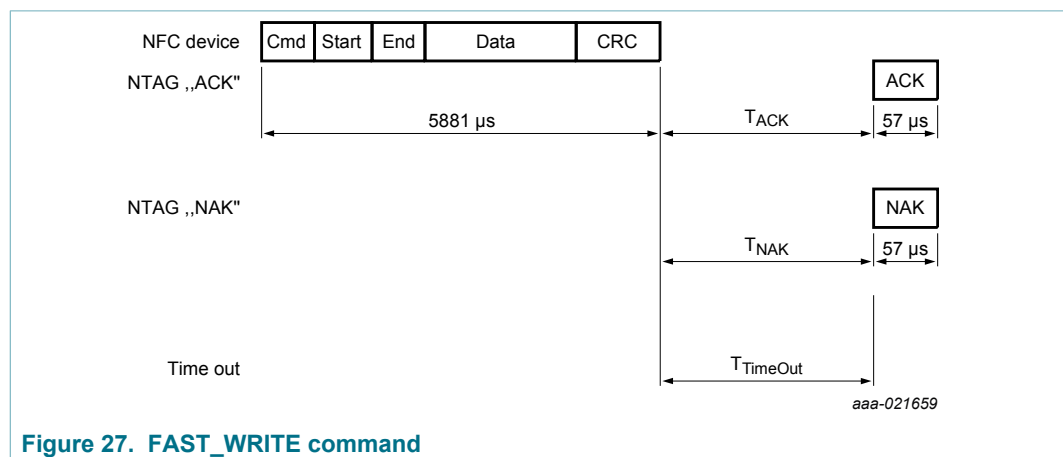 NFC device Cmd Start End Data CRC
NTAG ,,ACK" ACK
5881 µs TACK 57 µs
NTAG ,,NAK" NAK
TNAK 57 µs
Time out TTimeOut
aaa-021659
Figure 27. FAST_WRITE command